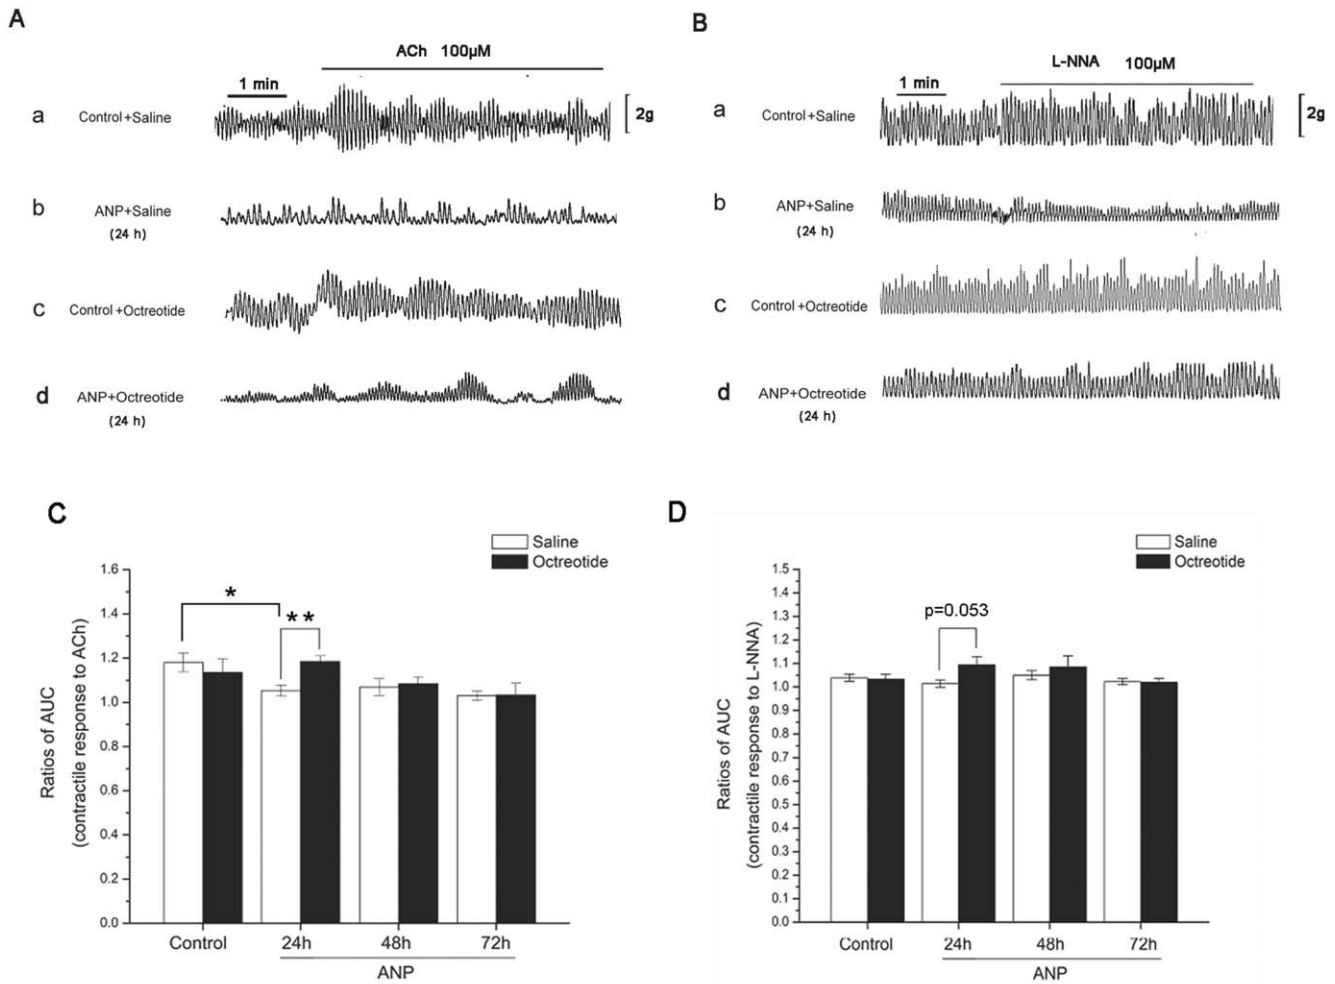 A
ACh 100µM
1 min
a
Control+Saline
2g
b
ANP+Saline
(24 h)
c
Control+Octreotide
d
ANP+Octreotide
(24 h)
B
L-NNA 100µM
1 min
a
Control+Saline
2g
b
ANP+Saline
(24 h)
c
Control+Octreotide
d
ANP+Octreotide
(24 h)
C
Saline
Octreotide
Ratios of AUC
(contractile response to ACh)
1.6
1.4
1.2
1.0
0.8
0.6
0.4
0.2
0.0
*
**
Control
24h
48h
72h
ANP
D
Saline
Octreotide
Ratios of AUC
(contractile response to L-NNA)
1.5
1.4
1.3
1.2
1.1
1.0
0.9
0.8
0.7
0.6
0.5
0.4
0.3
0.2
0.1
0.0
p=0.053
Control
24h
48h
72h
ANP